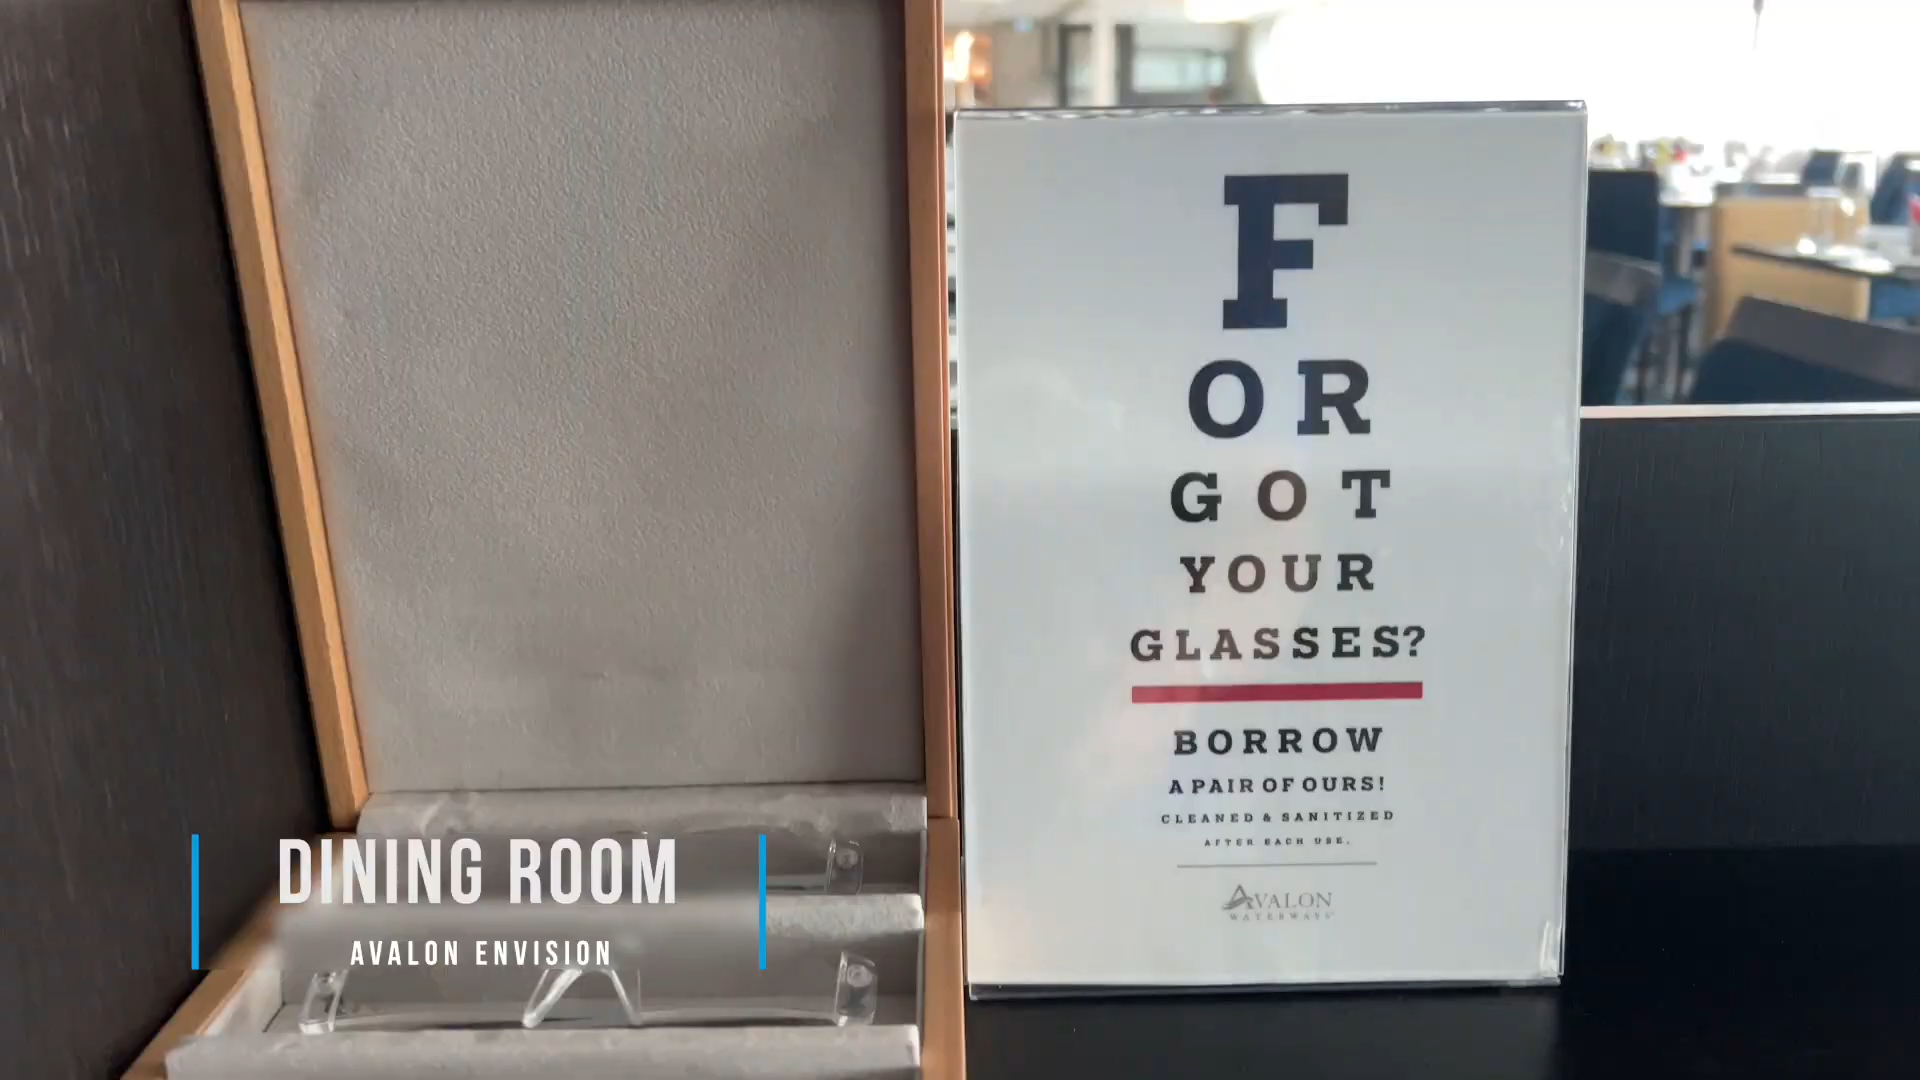 F
OR
GOT
YOUR
GLASSES?
BORROW
A PAIR OF OURS!
CLEANED & SANITIZED
AFTER EACH USE.
AVALON
WATERWAYS
DINING ROOM
AVALON ENVISION